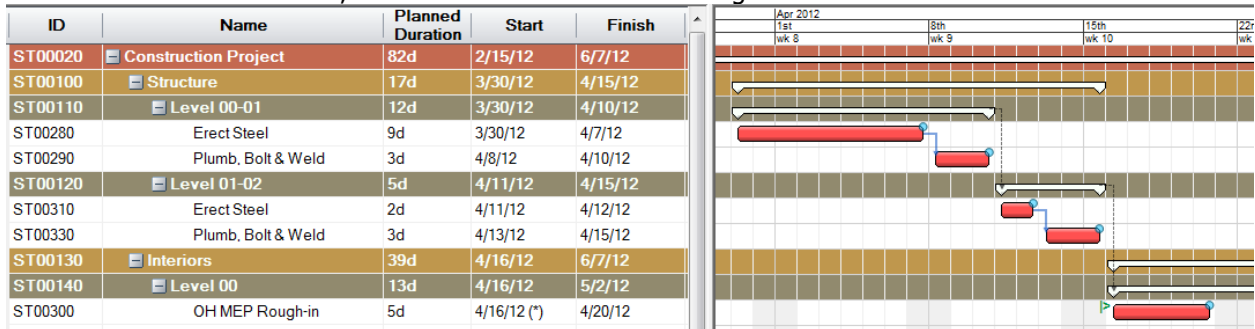 ID Name Planned Duration Start Finish
Apr 2012
1st 8th 15th
wk 8 wk 9 wk 10 wk
ST00020 Construction Project 82d 2/15/12 6/7/12
ST00100 Structure 17d 3/30/12 4/15/12
ST00110 Level 00-01 12d 3/30/12 4/10/12
ST00280 Erect Steel 9d 3/30/12 4/7/12
ST00290 Plumb, Bolt & Weld 3d 4/8/12 4/10/12
ST00120 Level 01-02 5d 4/11/12 4/15/12
ST00310 Erect Steel 2d 4/11/12 4/12/12
ST00330 Plumb, Bolt & Weld 3d 4/13/12 4/15/12
ST00130 Interiors 39d 4/16/12 6/7/12
ST00140 Level 00 13d 4/16/12 5/2/12
ST00300 OH MEP Rough-in 5d 4/16/12 (*) 4/20/12